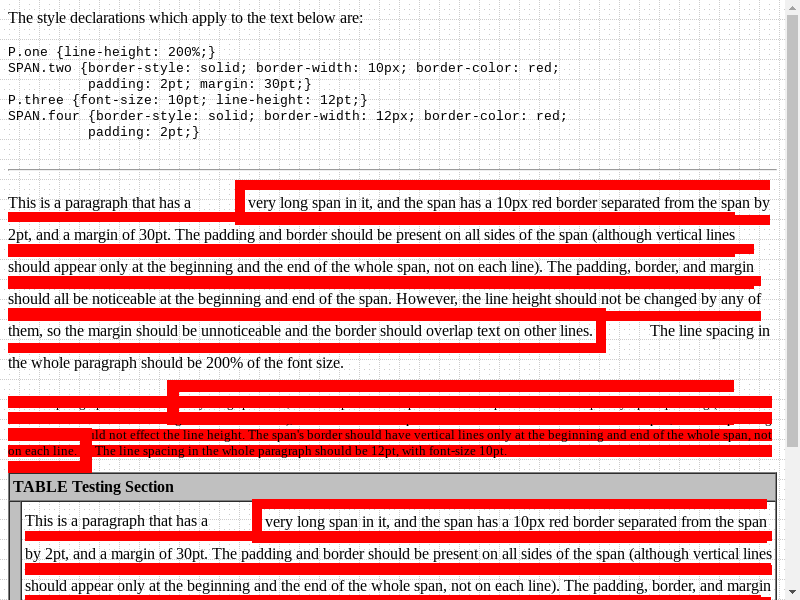 The style declarations which apply to the text below are:
P.one {line-height: 200%;}
SPAN.two {border-style: solid; border-width: 10px; border-color: red;
padding: 2pt; margin: 30pt;}
P.three {font-size: 10pt; line-height: 12pt;}
SPAN.four {border-style: solid; border-width: 12px; border-color: red;
padding: 2pt;}
This is a paragraph that has a very long span in it, and the span has a 10px red border separated from the span by
2pt, and a margin of 30pt. The padding and border should be present on all sides of the span (although vertical lines
should appear only at the beginning and the end of the whole span, not on each line). The padding, border, and margin
should all be noticeable at the beginning and end of the span. However, the line height should not be changed by any of
them, so the margin should be unnoticeable and the border should overlap text on other lines. The line spacing in
the whole paragraph should be 200% of the font size.
not effect the line height. The span's border should have vertical lines only at the beginning and end of the whole span, not
on each line. The line spacing in the whole paragraph should be 12pt, with font-size 10pt.
TABLE Testing Section
This is a paragraph that has a very long span in it, and the span has a 10px red border separated from the span
by 2pt, and a margin of 30pt. The padding and border should be present on all sides of the span (although vertical lines
should appear only at the beginning and the end of the whole span, not on each line). The padding, border, and margin